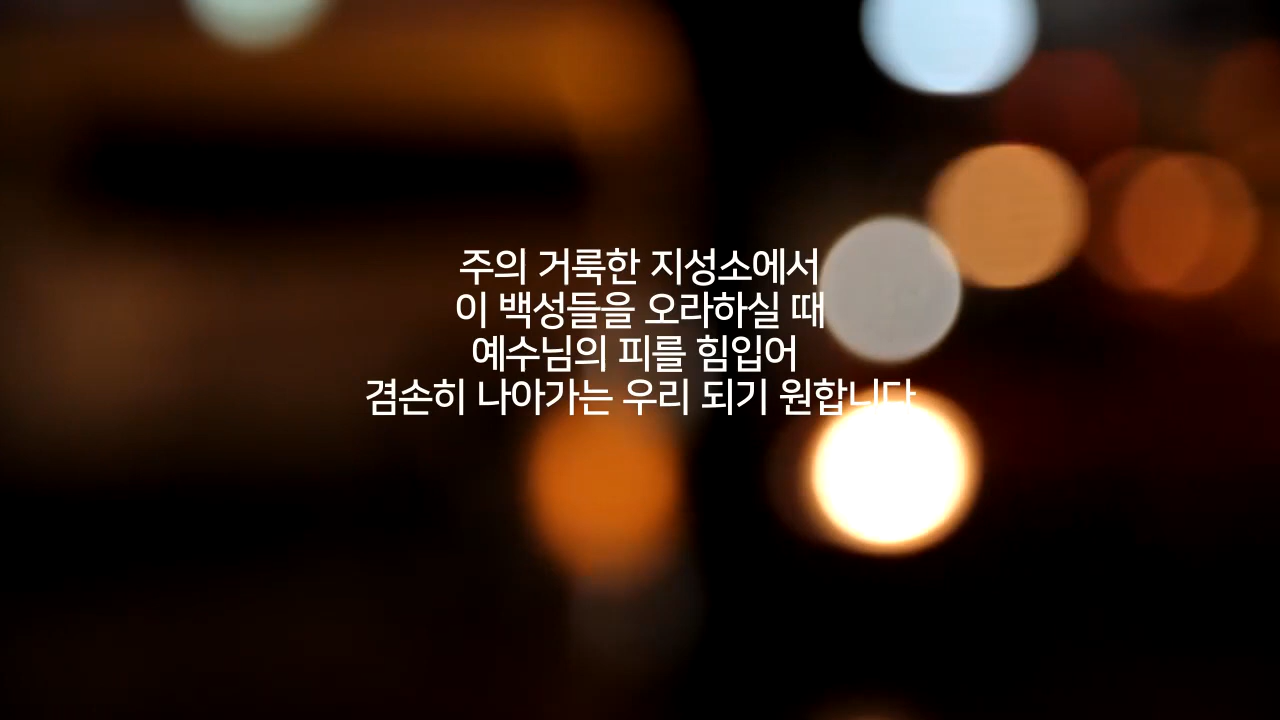 주의 거룩한 지성소에서
이 백성들을 오라하실 때
예수님의 피를 힘입어
겸손히 나아가는 우리 되기 원합니다